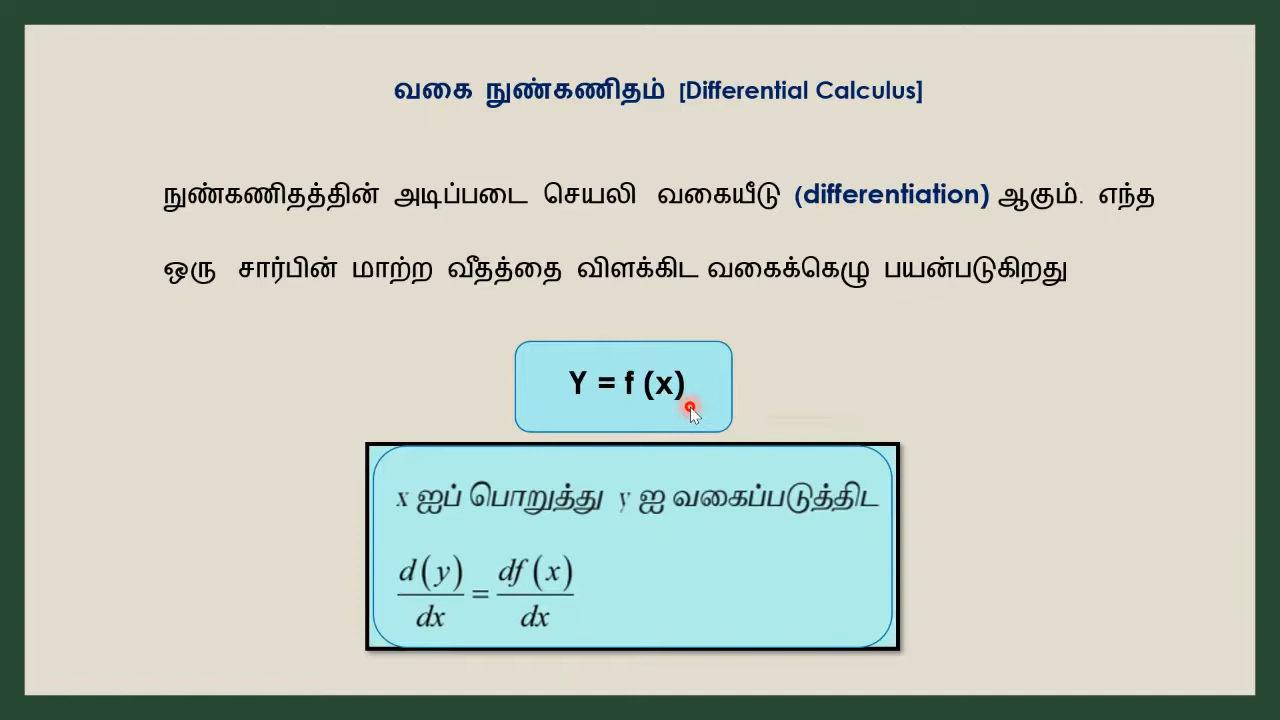 வகை நுண்கணிதம் [Differential Calculus]
நுண்கணிதத்தின் அடிப்படை செயலி வகையீடு (differentiation) ஆகும். எந்த
ஒரு சார்பின் மாற்ற வீதத்தை விளக்கிட வகைக்கெழு பயன்படுகிறது
Y = f (x)
x ஐப் பொறுத்து y ஐ வகைப்படுத்திட
d(y)/dx = df(x)/dx